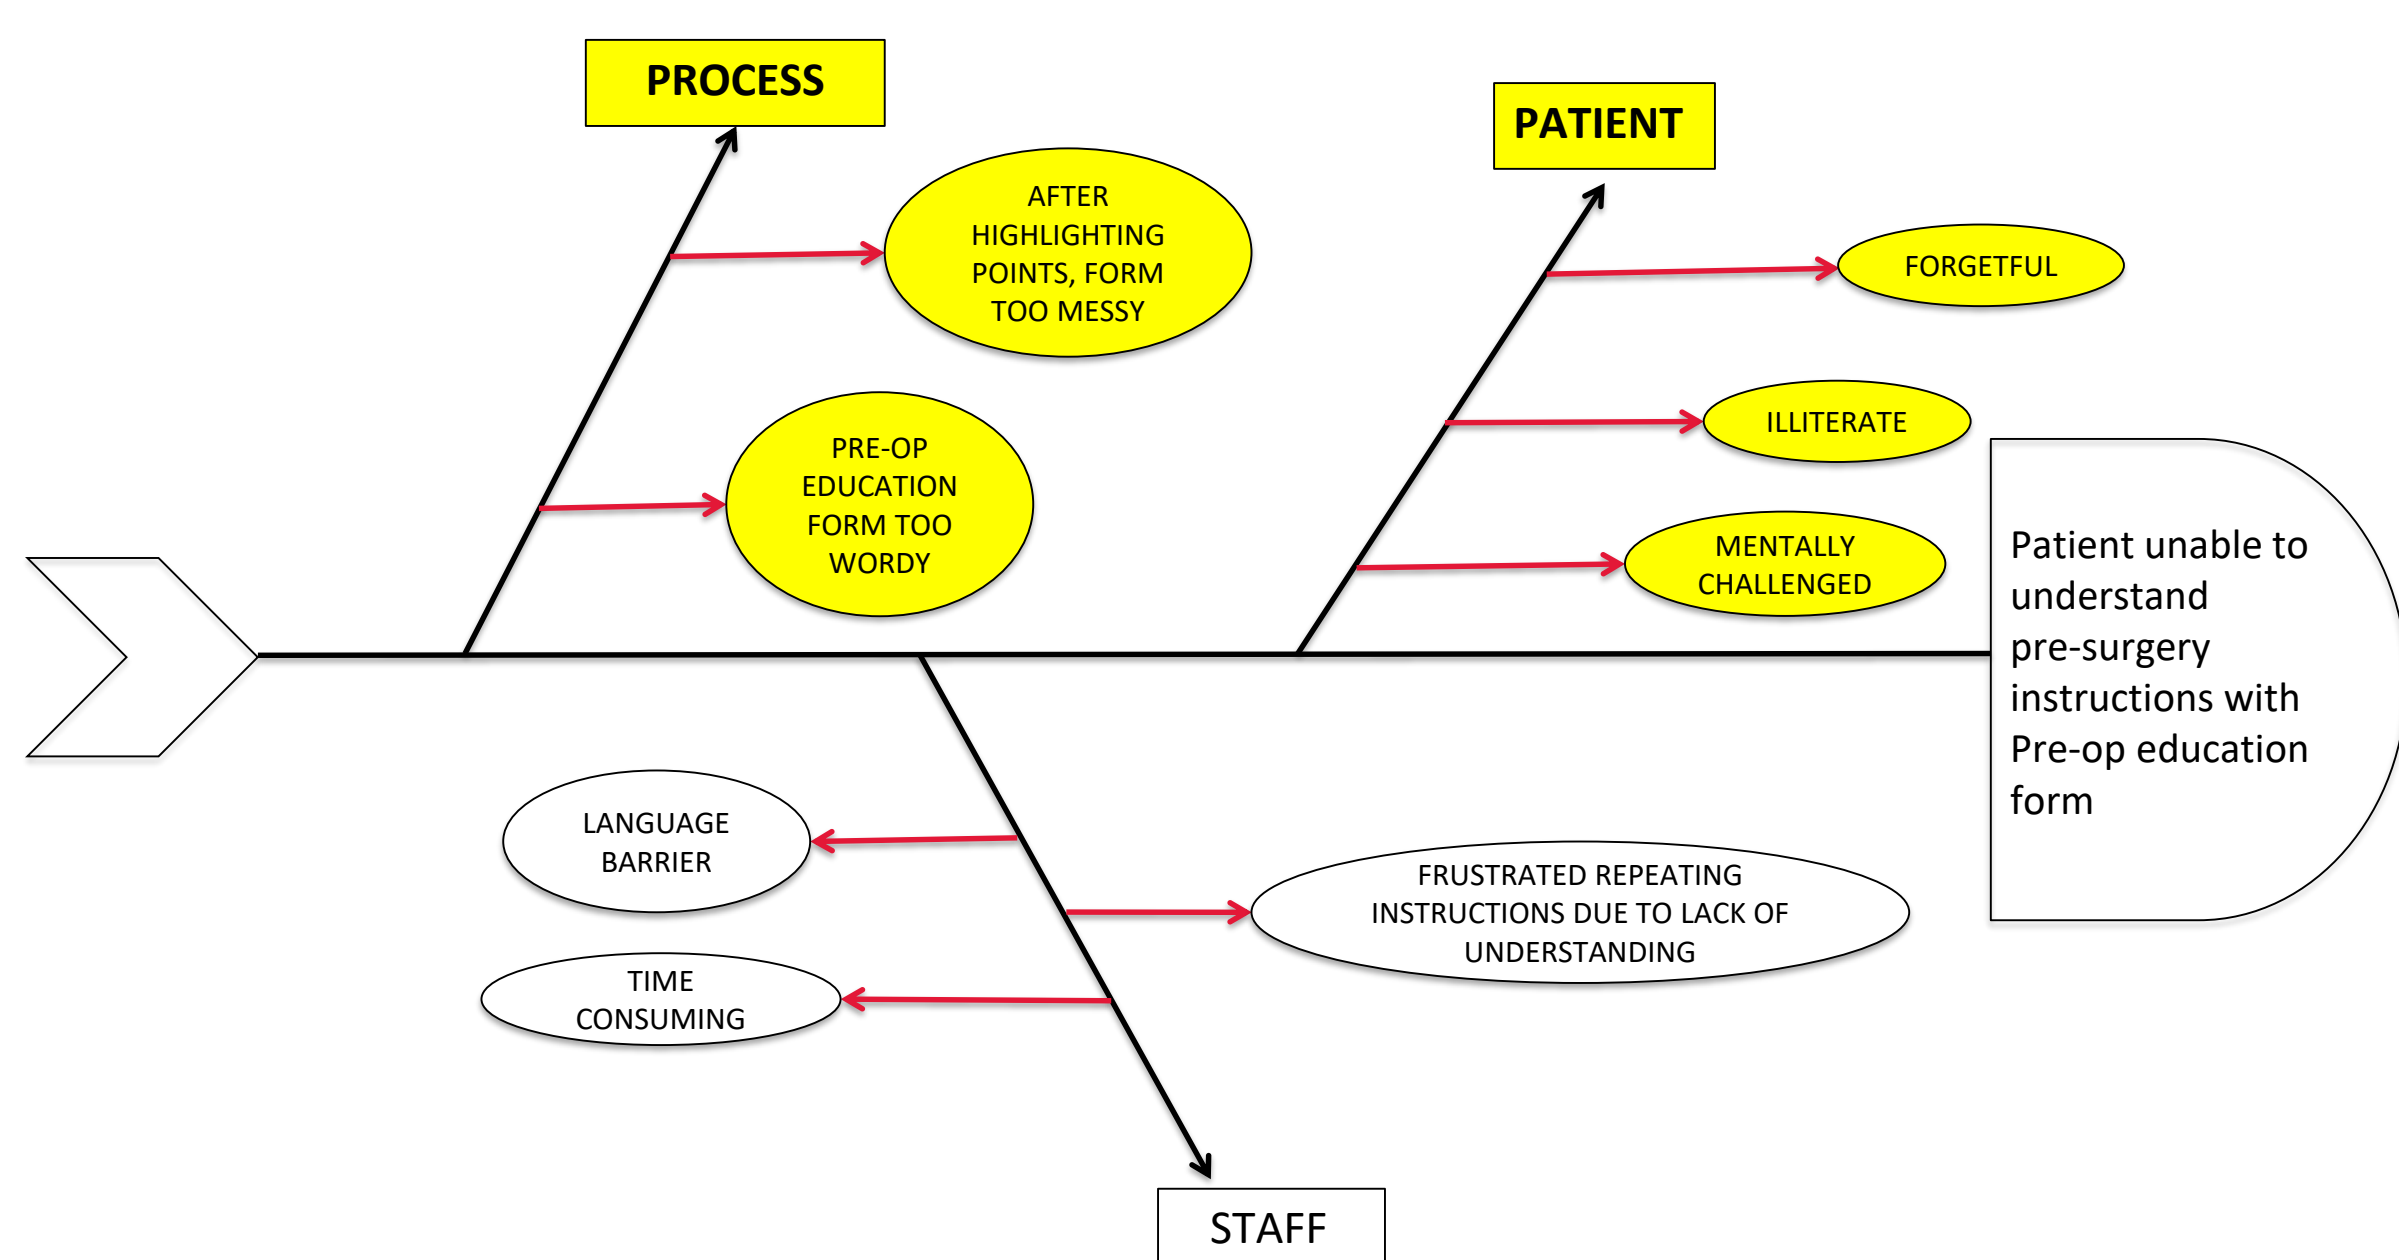 PROCESS
PATIENT
AFTER
HIGHLIGHTING
POINTS, FORM
TOO MESSY
FORGETFUL
ILLITERATE
PRE-OP
EDUCATION
FORM TOO
WORDY
MENTALLY
CHALLENGED
Patient unable to
understand
pre-surgery
instructions with
Pre-op education
form
LANGUAGE
BARRIER
FRUSTRATED REPEATING
INSTRUCTIONS DUE TO LACK OF
UNDERSTANDING
TIME
CONSUMING
STAFF